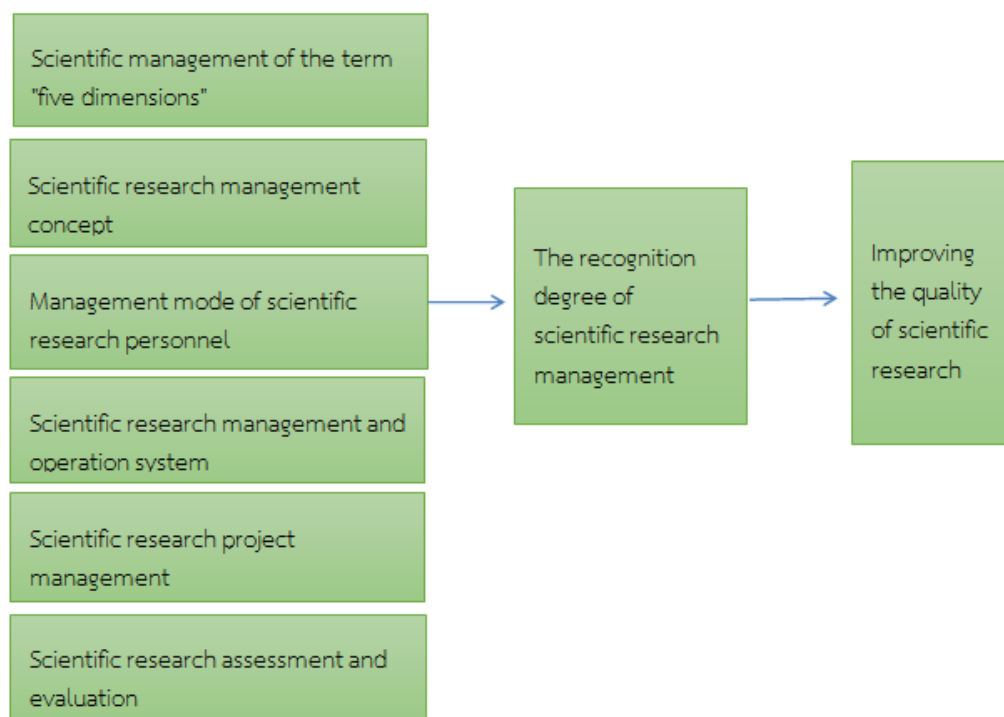 Scientific management of the term
"five dimensions"
Scientific research management
concept
Management mode of scientific
research personnel
Scientific research management and
operation system
Scientific research project
management
Scientific research assessment and
evaluation
The recognition
degree of
scientific research
management
Improving
the quality
of scientific
research